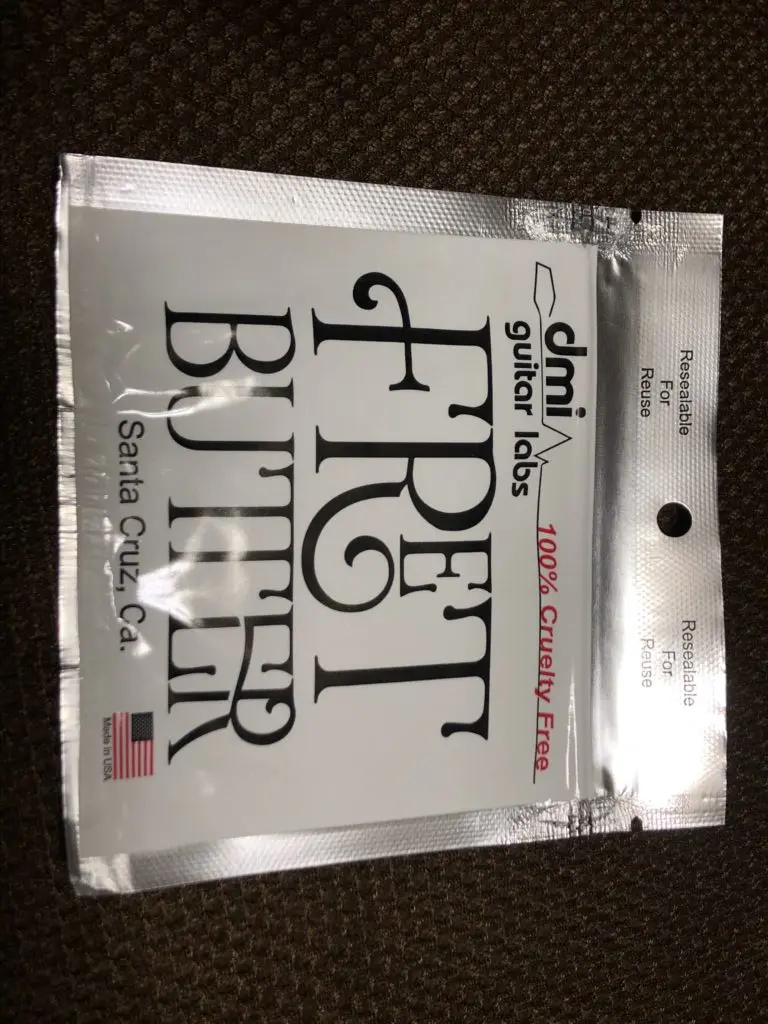 Resealable
For
Reuse
Resealable
For
Reuse
dmi
guitar labs
100% Cruelty Free
FRET
BUTTER
Santa Cruz, Ca.
Made in USA